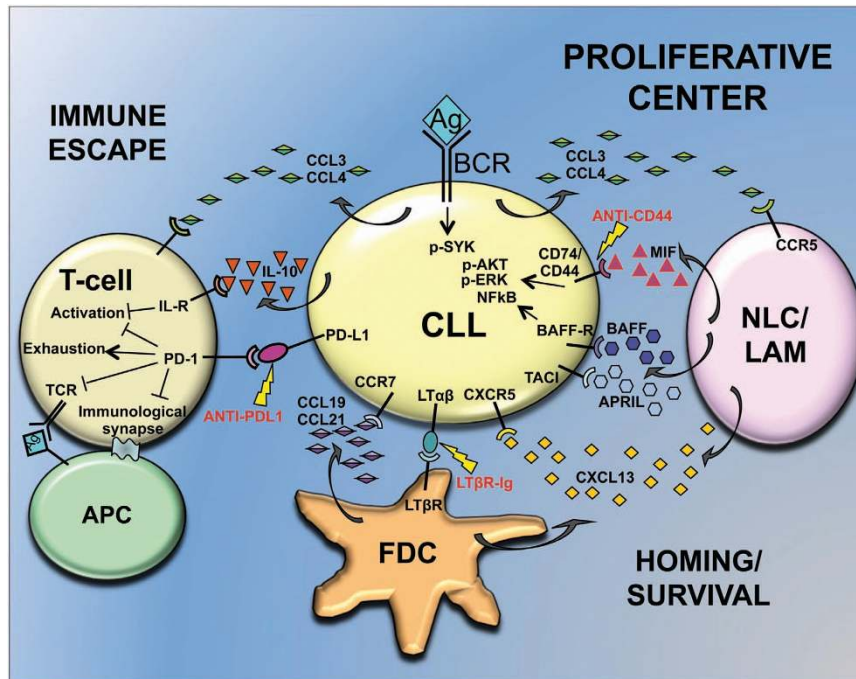 IMMUNE
ESCAPE
PROLIFERATIVE
CENTER
Ag
BCR
CCL3
CCL4
CCL3
CCL4
ANTI-CD44
CCR5
p-SYK
CD74/
CD44
MIF
p-AKT
p-ERK
NFkB
T-cell
IL-10
IL-R
Activation
CLL
NLC/
LAM
BAFF-R
BAFF
PD-L1
Exhaustion
PD-1
TACI
APRIL
TCR
CCR7
LTαβ
CXCR5
CCL19
CCL21
ANTI-PDL1
Immunological
synapse
Ag
APC
LTβR-Ig
CXCL13
LTβR
FDC
HOMING/
SURVIVAL